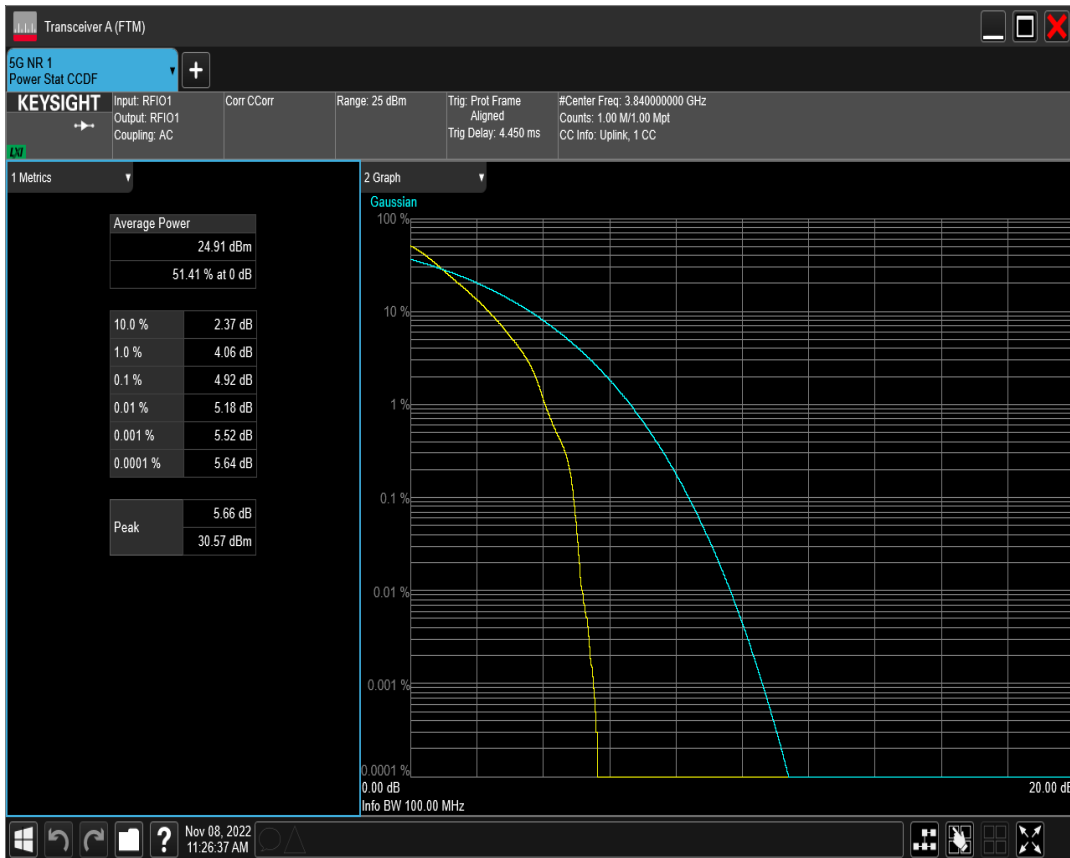 Transceiver A (FTM)
5G NR 1
Power Stat CCDF
+
KEYSIGHT
LXI
Input: RFIO1
Output: RFIO1
Coupling: AC
Corr CCorr
Range: 25 dBm
Trig: Prot Frame
Aligned
Trig Delay: 4.450 ms
#Center Freq: 3.840000000 GHz
Counts: 1.00 M/1.00 Mpt
CC Info: Uplink, 1 CC
1 Metrics
Average Power
24.91 dBm
51.41 % at 0 dB
10.0 % 2.37 dB
1.0 % 4.06 dB
0.1 % 4.92 dB
0.01 % 5.18 dB
0.001 % 5.52 dB
0.0001 % 5.64 dB
Peak
5.66 dB
30.57 dBm
2 Graph
Gaussian
100 %
10 %
1 %
0.1 %
0.01 %
0.001 %
0.0001 %
0.00 dB
20.00 dB
Info BW 100.00 MHz
?
Nov 08, 2022
11:26:37 AM